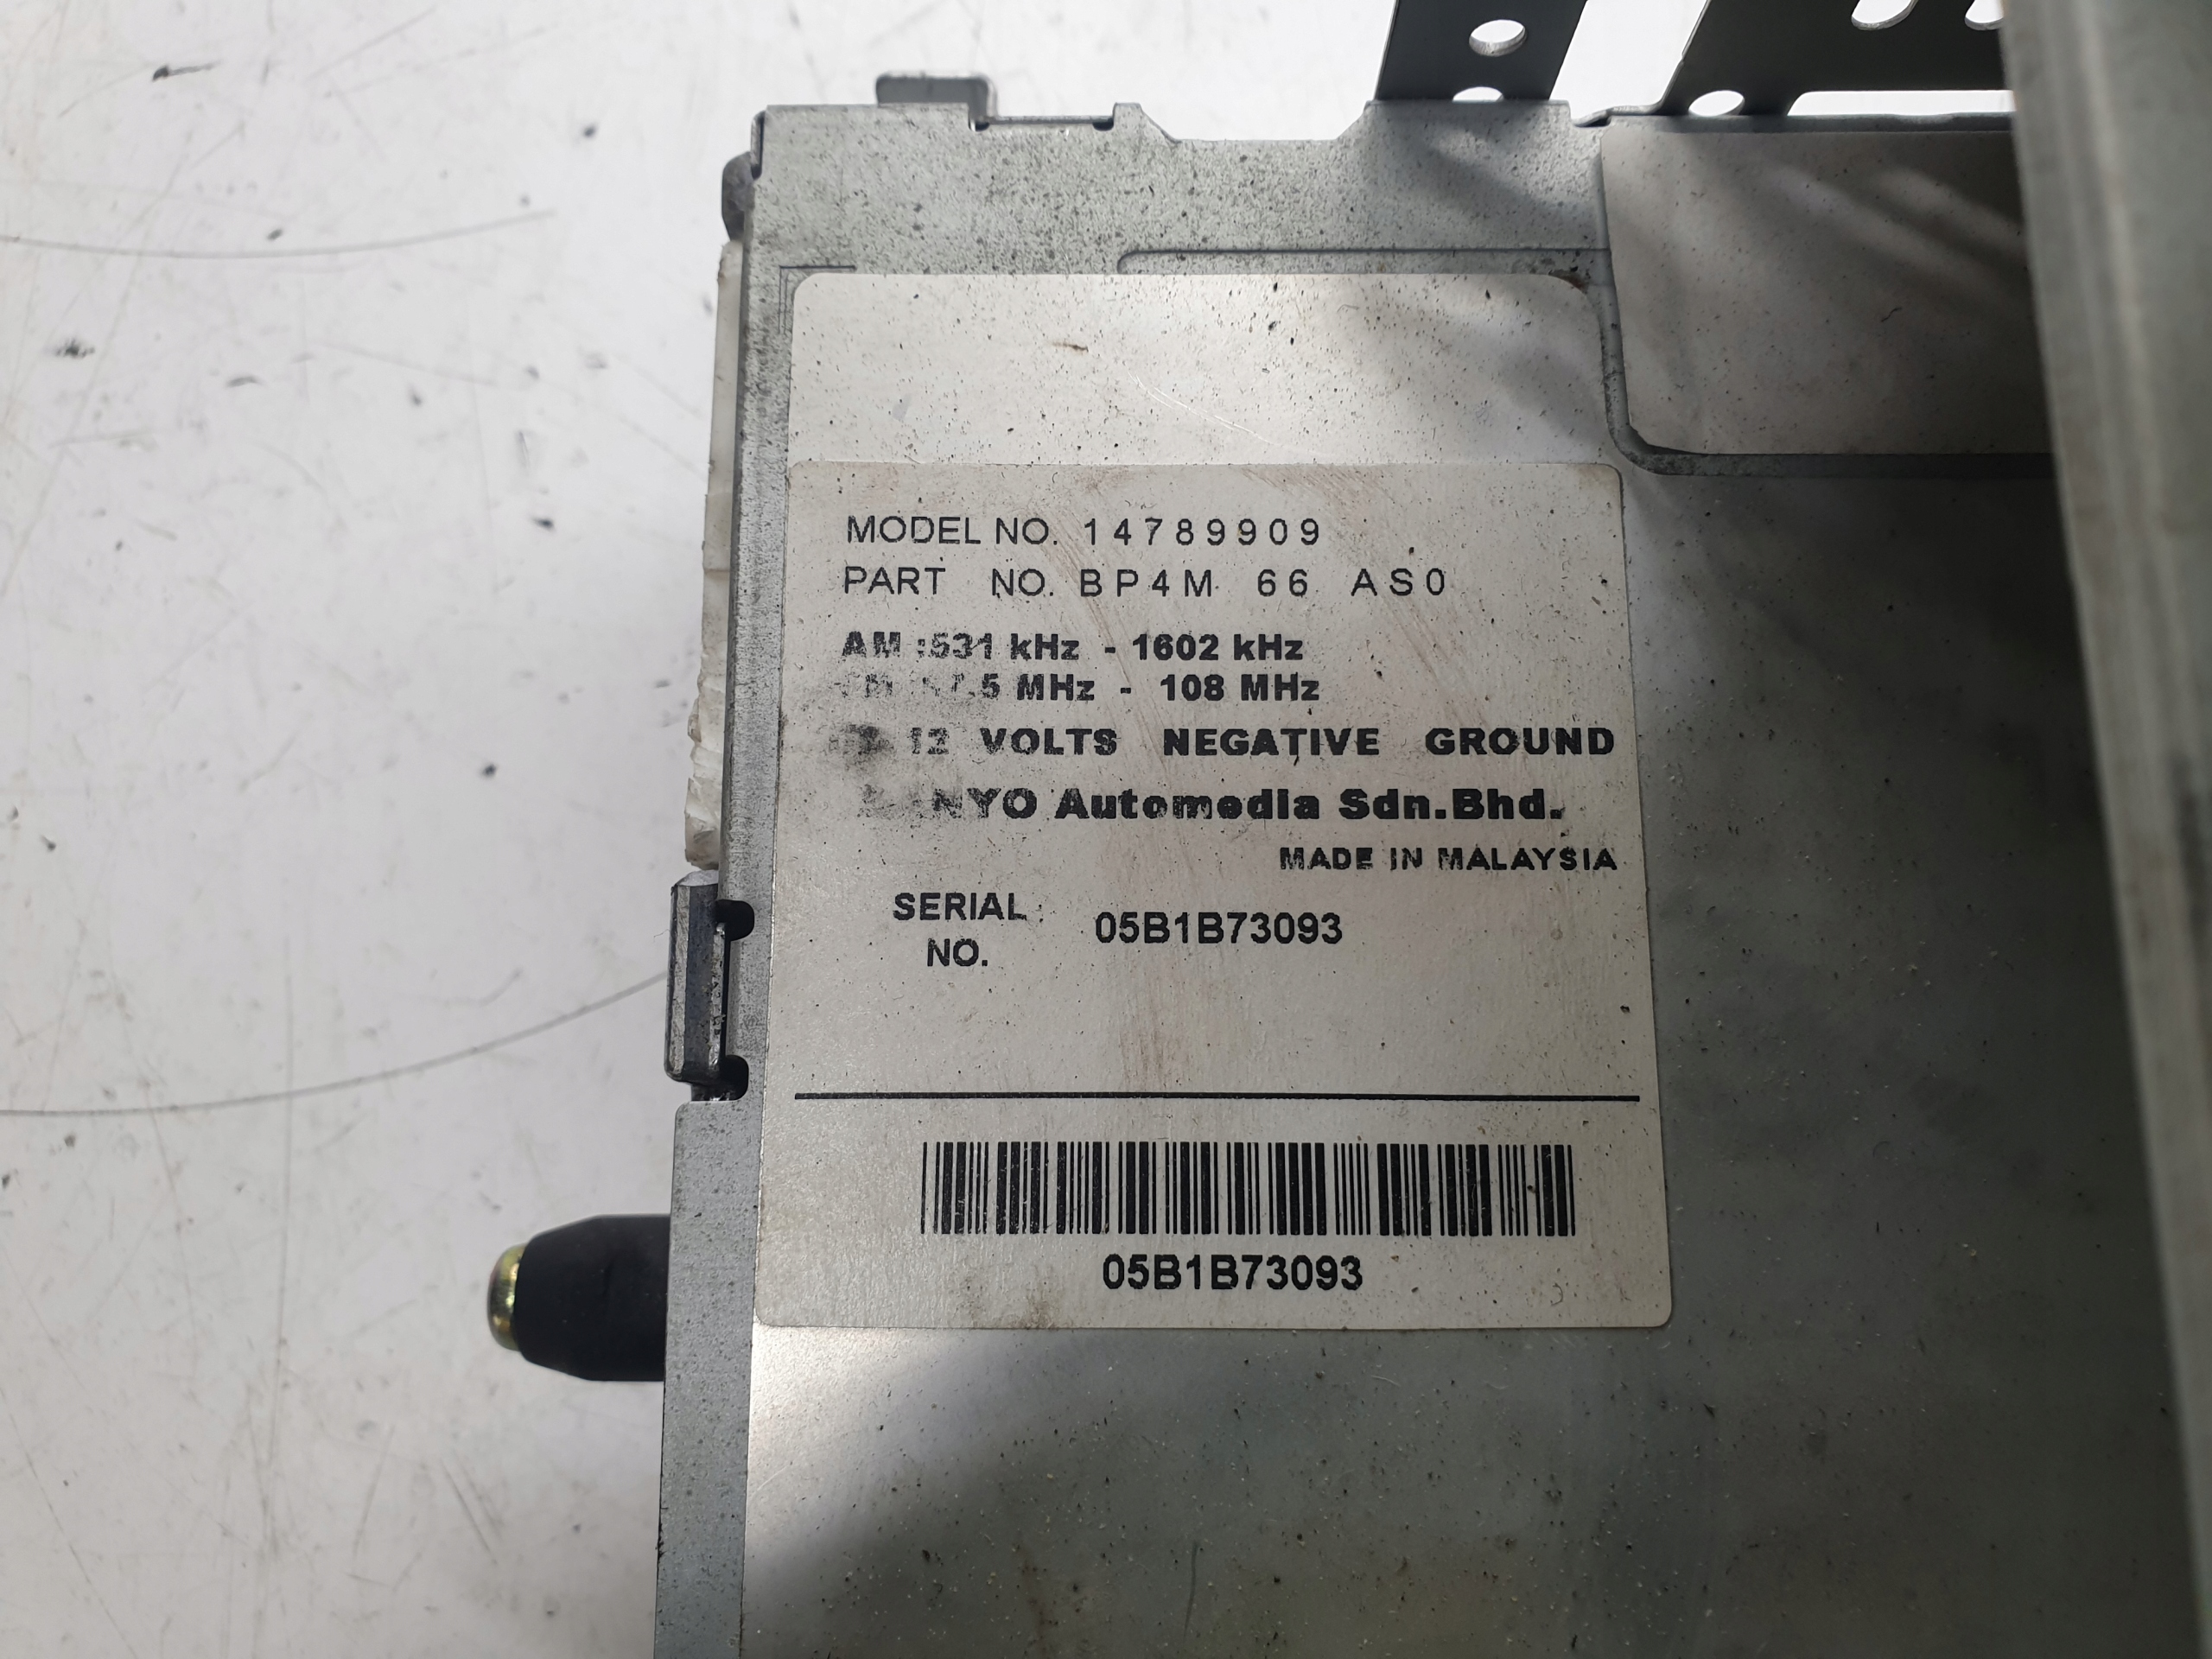 MODEL NO. 14789909
PART NO. BP4M 66 AS0
AM :531 kHz - 1602 kHz
MHz - 108 MHz
12 VOLTS NEGATIVE GROUND
Automedia Sdn.Bhd.
MADE IN MALAYSIA
SERIAL
NO.
05B1B73093
05B1B73093